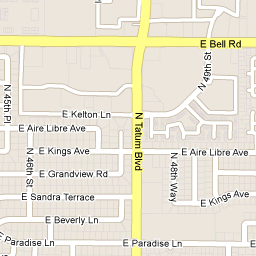 E Bell Rd
N 49th St
N 45th Pl
E Kelton Ln
N Tatum Blvd
E Aire Libre Ave
E Kings Ave
E Aire Libre Ave
N 46th St
N 48th Way
E Grandview Rd
E Sandra Terrace
E Kings Ave
E Beverly Ln
E Paradise Ln
E Paradise Ln